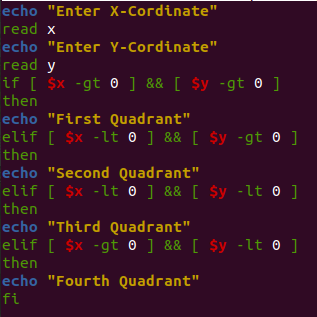 echo "Enter X-Cordinate"
read x
echo "Enter Y-Cordinate"
read y
if [ $x -gt 0 ] && [ $y -gt 0 ]
then
echo "First Quadrant"
elif [ $x -lt 0 ] && [ $y -gt 0 ]
then
echo "Second Quadrant"
elif [ $x -lt 0 ] && [ $y -lt 0 ]
then
echo "Third Quadrant"
elif [ $x -gt 0 ] && [ $y -lt 0 ]
then
echo "Fourth Quadrant"
fi